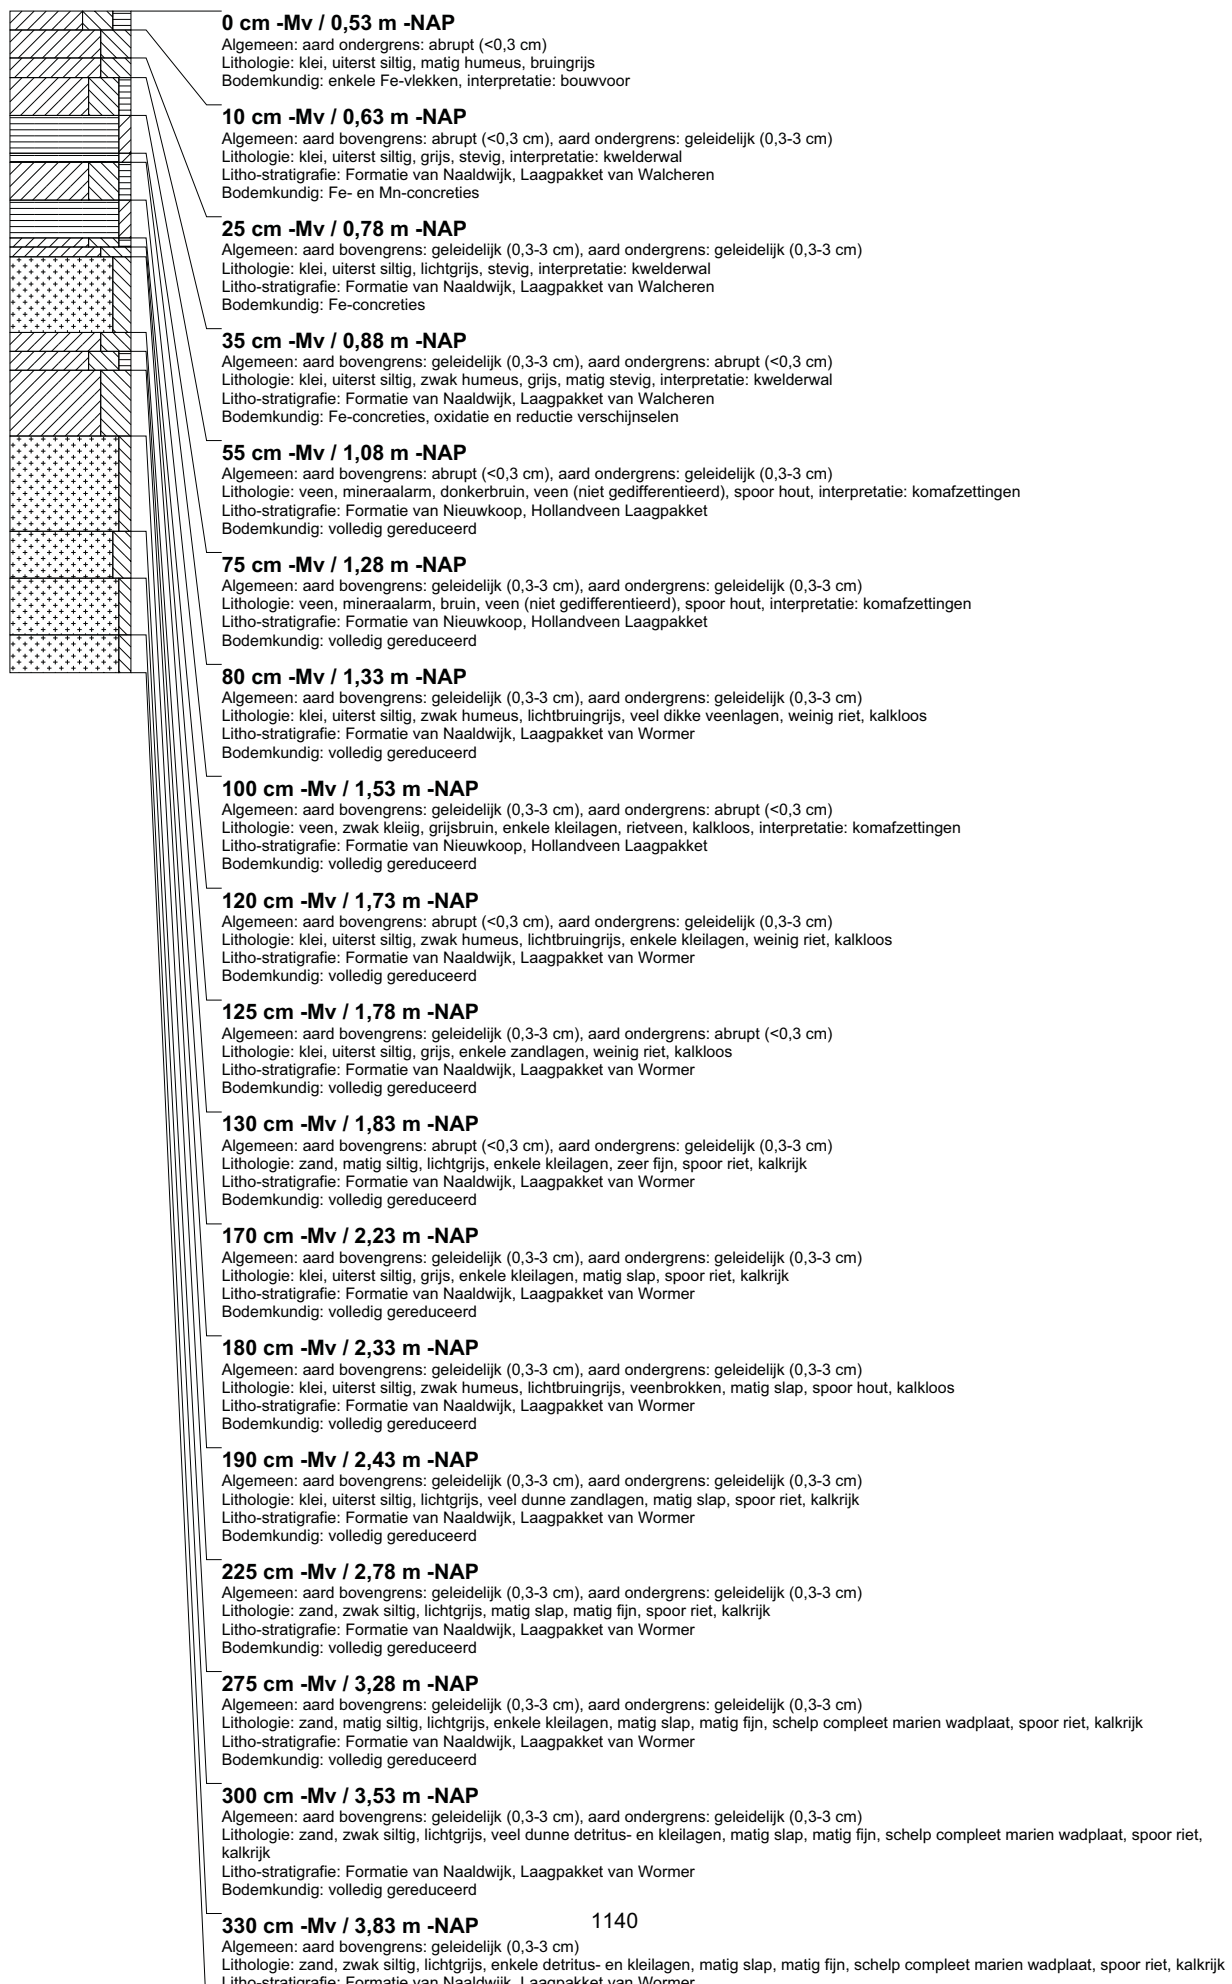 0 cm -Mv / 0,53 m -NAP
Algemeen: aard ondergrens: abrupt (<0,3 cm)
Lithologie: klei, uiterst siltig, matig humeus, bruingrijs
Bodemkundig: enkele Fe-vlekken, interpretatie: bouwvoor
10 cm -Mv / 0,63 m -NAP
Algemeen: aard bovengrens: abrupt (<0,3 cm), aard ondergrens: geleidelijk (0,3-3 cm)
Lithologie: klei, uiterst siltig, grijs, stevig, interpretatie: kwelderwal
Litho-stratigrafie: Formatie van Naaldwijk, Laagpakket van Walcheren
Bodemkundig: Fe- en Mn-concreties
25 cm -Mv / 0,78 m -NAP
Algemeen: aard bovengrens: geleidelijk (0,3-3 cm), aard ondergrens: geleidelijk (0,3-3 cm)
Lithologie: klei, uiterst siltig, lichtgrijs, stevig, interpretatie: kwelderwal
Litho-stratigrafie: Formatie van Naaldwijk, Laagpakket van Walcheren
Bodemkundig: Fe-concreties
35 cm -Mv / 0,88 m -NAP
Algemeen: aard bovengrens: geleidelijk (0,3-3 cm), aard ondergrens: abrupt (<0,3 cm)
Lithologie: klei, uiterst siltig, zwak humeus, grijs, matig stevig, interpretatie: kwelderwal
Litho-stratigrafie: Formatie van Naaldwijk, Laagpakket van Walcheren
Bodemkundig: Fe-concreties, oxidatie en reductie verschijnselen
55 cm -Mv / 1,08 m -NAP
Algemeen: aard bovengrens: abrupt (<0,3 cm), aard ondergrens: geleidelijk (0,3-3 cm)
Lithologie: veen, mineraalarm, donkerbruin, veen (niet gedifferentieerd), spoor hout, interpretatie: komafzettingen
Litho-stratigrafie: Formatie van Nieuwkoop, Hollandveen Laagpakket
Bodemkundig: volledig gereduceerd
75 cm -Mv / 1,28 m -NAP
Algemeen: aard bovengrens: geleidelijk (0,3-3 cm), aard ondergrens: geleidelijk (0,3-3 cm)
Lithologie: veen, mineraalarm, bruin, veen (niet gedifferentieerd), spoor hout, interpretatie: komafzettingen
Litho-stratigrafie: Formatie van Nieuwkoop, Hollandveen Laagpakket
Bodemkundig: volledig gereduceerd
80 cm -Mv / 1,33 m -NAP
Algemeen: aard bovengrens: geleidelijk (0,3-3 cm), aard ondergrens: geleidelijk (0,3-3 cm)
Lithologie: klei, uiterst siltig, zwak humeus, lichtbruingrijs, veel dikke veenlagen, weinig riet, kalkloos
Litho-stratigrafie: Formatie van Naaldwijk, Laagpakket van Wormer
Bodemkundig: volledig gereduceerd
100 cm -Mv / 1,53 m -NAP
Algemeen: aard bovengrens: geleidelijk (0,3-3 cm), aard ondergrens: abrupt (<0,3 cm)
Lithologie: veen, zwak kleiig, grijsbruin, enkele kleilagen, rietveen, kalkloos, interpretatie: komafzettingen
Litho-stratigrafie: Formatie van Nieuwkoop, Hollandveen Laagpakket
Bodemkundig: volledig gereduceerd
120 cm -Mv / 1,73 m -NAP
Algemeen: aard bovengrens: abrupt (<0,3 cm), aard ondergrens: geleidelijk (0,3-3 cm)
Lithologie: klei, uiterst siltig, zwak humeus, lichtbruingrijs, enkele kleilagen, weinig riet, kalkloos
Litho-stratigrafie: Formatie van Naaldwijk, Laagpakket van Wormer
Bodemkundig: volledig gereduceerd
125 cm -Mv / 1,78 m -NAP
Algemeen: aard bovengrens: geleidelijk (0,3-3 cm), aard ondergrens: abrupt (<0,3 cm)
Lithologie: klei, uiterst siltig, grijs, enkele zandlagen, weinig riet, kalkloos
Litho-stratigrafie: Formatie van Naaldwijk, Laagpakket van Wormer
Bodemkundig: volledig gereduceerd
130 cm -Mv / 1,83 m -NAP
Algemeen: aard bovengrens: abrupt (<0,3 cm), aard ondergrens: geleidelijk (0,3-3 cm)
Lithologie: zand, matig siltig, lichtgrijs, enkele kleilagen, zeer fijn, spoor riet, kalkrijk
Litho-stratigrafie: Formatie van Naaldwijk, Laagpakket van Wormer
Bodemkundig: volledig gereduceerd
170 cm -Mv / 2,23 m -NAP
Algemeen: aard bovengrens: geleidelijk (0,3-3 cm), aard ondergrens: geleidelijk (0,3-3 cm)
Lithologie: klei, uiterst siltig, grijs, enkele kleilagen, matig slap, spoor riet, kalkrijk
Litho-stratigrafie: Formatie van Naaldwijk, Laagpakket van Wormer
Bodemkundig: volledig gereduceerd
180 cm -Mv / 2,33 m -NAP
Algemeen: aard bovengrens: geleidelijk (0,3-3 cm), aard ondergrens: geleidelijk (0,3-3 cm)
Lithologie: klei, uiterst siltig, zwak humeus, lichtbruingrijs, veenbrokken, matig slap, spoor hout, kalkloos
Litho-stratigrafie: Formatie van Naaldwijk, Laagpakket van Wormer
Bodemkundig: volledig gereduceerd
190 cm -Mv / 2,43 m -NAP
Algemeen: aard bovengrens: geleidelijk (0,3-3 cm), aard ondergrens: geleidelijk (0,3-3 cm)
Lithologie: klei, uiterst siltig, lichtgrijs, veel dunne zandlagen, matig slap, spoor riet, kalkrijk
Litho-stratigrafie: Formatie van Naaldwijk, Laagpakket van Wormer
Bodemkundig: volledig gereduceerd
225 cm -Mv / 2,78 m -NAP
Algemeen: aard bovengrens: geleidelijk (0,3-3 cm), aard ondergrens: geleidelijk (0,3-3 cm)
Lithologie: zand, zwak siltig, lichtgrijs, matig slap, matig fijn, spoor riet, kalkrijk
Litho-stratigrafie: Formatie van Naaldwijk, Laagpakket van Wormer
Bodemkundig: volledig gereduceerd
275 cm -Mv / 3,28 m -NAP
Algemeen: aard bovengrens: geleidelijk (0,3-3 cm), aard ondergrens: geleidelijk (0,3-3 cm)
Lithologie: zand, matig siltig, lichtgrijs, enkele kleilagen, matig slap, matig fijn, schelp compleet marien wadplaat, spoor riet, kalkrijk
Litho-stratigrafie: Formatie van Naaldwijk, Laagpakket van Wormer
Bodemkundig: volledig gereduceerd
300 cm -Mv / 3,53 m -NAP
Algemeen: aard bovengrens: geleidelijk (0,3-3 cm), aard ondergrens: geleidelijk (0,3-3 cm)
Lithologie: zand, zwak siltig, lichtgrijs, veel dunne detritus- en kleilagen, matig slap, matig fijn, schelp compleet marien wadplaat, spoor riet,
kalkrijk
Litho-stratigrafie: Formatie van Naaldwijk, Laagpakket van Wormer
Bodemkundig: volledig gereduceerd
1140
330 cm -Mv / 3,83 m -NAP
Algemeen: aard bovengrens: geleidelijk (0,3-3 cm)
Lithologie: zand, zwak siltig, lichtgrijs, enkele detritus- en kleilagen, matig slap, matig fijn, schelp compleet marien wadplaat, spoor riet, kalkrijk
Litho-stratigrafie: Formatie van Naaldwijk, Laagpakket van Wormer